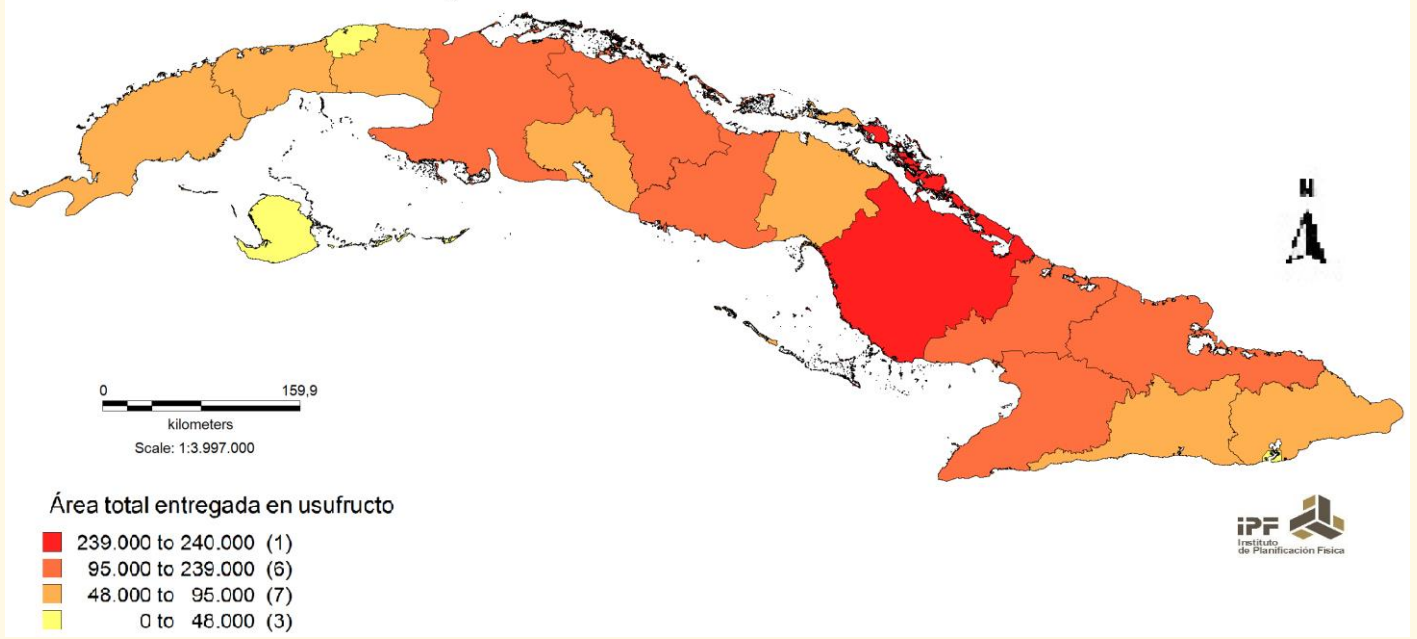 N
0 159,9
kilometers
Scale: 1:3.997.000
Área total entregada en usufructo
239.000 to 240.000 (1)
95.000 to 239.000 (6)
48.000 to 95.000 (7)
0 to 48.000 (3)
iPF
Instituto
de Planificación Física